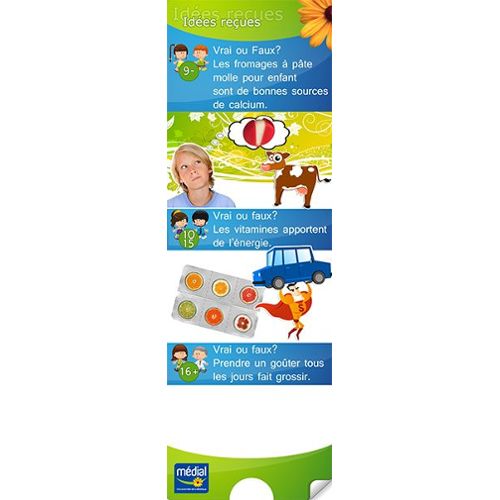 Idées reçues
Idées reçues
9-
Vrai ou Faux?
Les fromages à pâte
molle pour enfant
sont de bonnes sources
de calcium.
10
15
Vrai ou faux?
Les vitamines apportent
de l'énergie.
S
16+
Vrai ou faux?
Prendre un goûter tous
les jours fait grossir.
médial